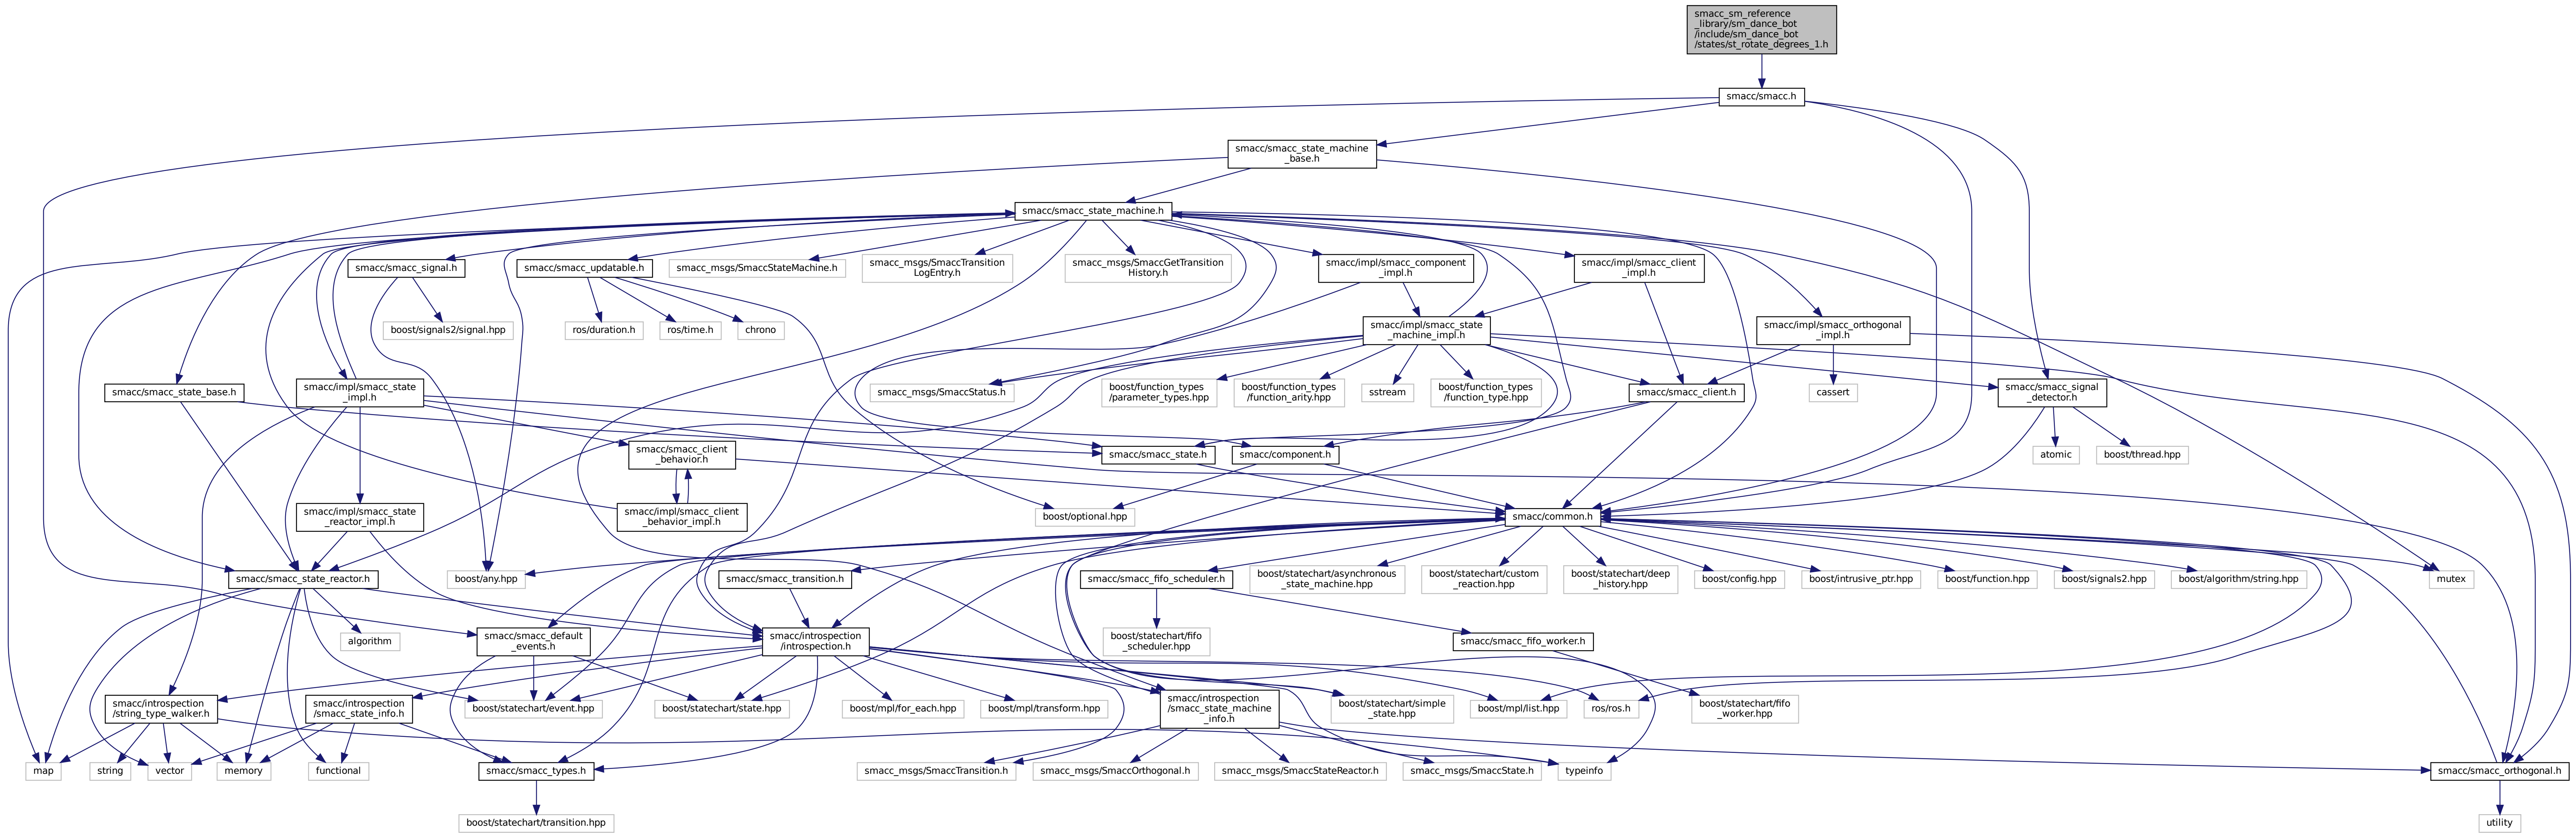 smacc_sm_reference
_library/sm_dance_bot
/include/sm_dance_bot
/states/st_rotate_degrees_1.h
smacc/smacc.h
smacc/smacc_state_machine
_base.h
smacc/smacc_state_machine.h
smacc/smacc_signal.h
smacc/smacc_updatable.h
smacc_msgs/SmaccStateMachine.h
smacc_msgs/SmaccTransition
LogEntry.h
smacc_msgs/SmaccGetTransition
History.h
smacc/impl/smacc_component
_impl.h
smacc/impl/smacc_client
_impl.h
boost/signals2/signal.hpp
ros/duration.h
ros/time.h
chrono
smacc/impl/smacc_state
_machine_impl.h
smacc/impl/smacc_orthogonal
_impl.h
smacc/smacc_state_base.h
smacc/impl/smacc_state
_impl.h
smacc_msgs/SmaccStatus.h
boost/function_types
/parameter_types.hpp
boost/function_types
/function_arity.hpp
sstream
boost/function_types
/function_type.hpp
smacc/smacc_client.h
cassert
smacc/smacc_signal
_detector.h
smacc/smacc_client
_behavior.h
smacc/smacc_state.h
smacc/component.h
atomic
boost/thread.hpp
smacc/impl/smacc_state
_reactor_impl.h
smacc/impl/smacc_client
_behavior_impl.h
boost/optional.hpp
smacc/common.h
smacc/smacc_state_reactor.h
boost/any.hpp
smacc/smacc_transition.h
smacc/smacc_fifo_scheduler.h
boost/statechart/asynchronous
_state_machine.hpp
boost/statechart/custom
_reaction.hpp
boost/statechart/deep
_history.hpp
boost/config.hpp
boost/intrusive_ptr.hpp
boost/function.hpp
boost/signals2.hpp
boost/algorithm/string.hpp
mutex
algorithm
smacc/smacc_default
_events.h
smacc/introspection
/introspection.h
boost/statechart/fifo
_scheduler.hpp
smacc/smacc_fifo_worker.h
smacc/introspection
/string_type_walker.h
smacc/introspection
/smacc_state_info.h
boost/statechart/event.hpp
boost/statechart/state.hpp
boost/mpl/for_each.hpp
boost/mpl/transform.hpp
smacc/introspection
/smacc_state_machine
_info.h
boost/statechart/simple
_state.hpp
boost/mpl/list.hpp
ros/ros.h
boost/statechart/fifo
_worker.hpp
map
string
vector
memory
functional
smacc/smacc_types.h
smacc_msgs/SmaccTransition.h
smacc_msgs/SmaccOrthogonal.h
smacc_msgs/SmaccStateReactor.h
smacc_msgs/SmaccState.h
typeinfo
smacc/smacc_orthogonal.h
boost/statechart/transition.hpp
utility